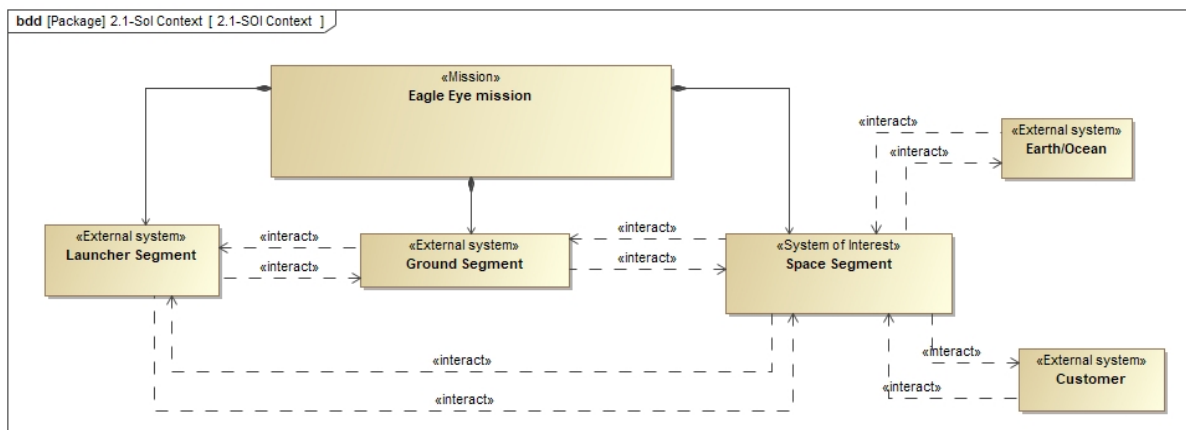 bdd [Package] 2.1-SoI Context [ 2.1-SOI Context ]
«Mission»
Eagle Eye mission
«interact»
«External system»
Earth/Ocean
«interact»
«External system»
Launcher Segment
«interact»
«interact»
«External system»
Ground Segment
«interact»
«interact»
«System of Interest»
Space Segment
«interact»
«interact»
«interact»
«External system»
Customer
«interact»